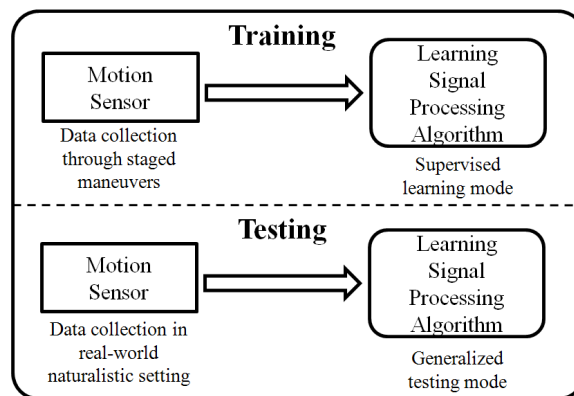 Training
Motion
Sensor
Data collection
through staged
maneuvers
Learning
Signal
Processing
Algorithm
Supervised
learning mode
Testing
Motion
Sensor
Data collection in
real-world
naturalistic setting
Learning
Signal
Processing
Algorithm
Generalized
testing mode